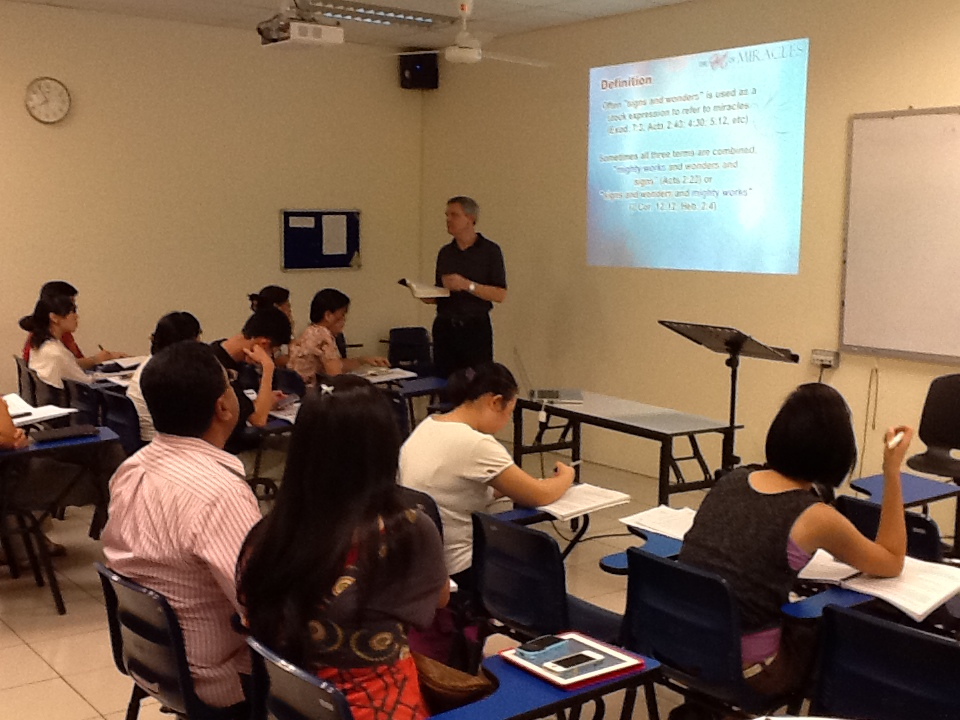 MIRACLES
Definition
Often "signs and wonders" is used as a
stock expression to refer to miracles
(Exod. 7:3; Acts 2:43; 4:30; 5:12, etc)
Sometimes all three terms are combined,
"mighty works and wonders and
signs" (Acts 2:22) or
"signs and wonders and mighty works"
Cor. 12:12; Heb. 2:4)